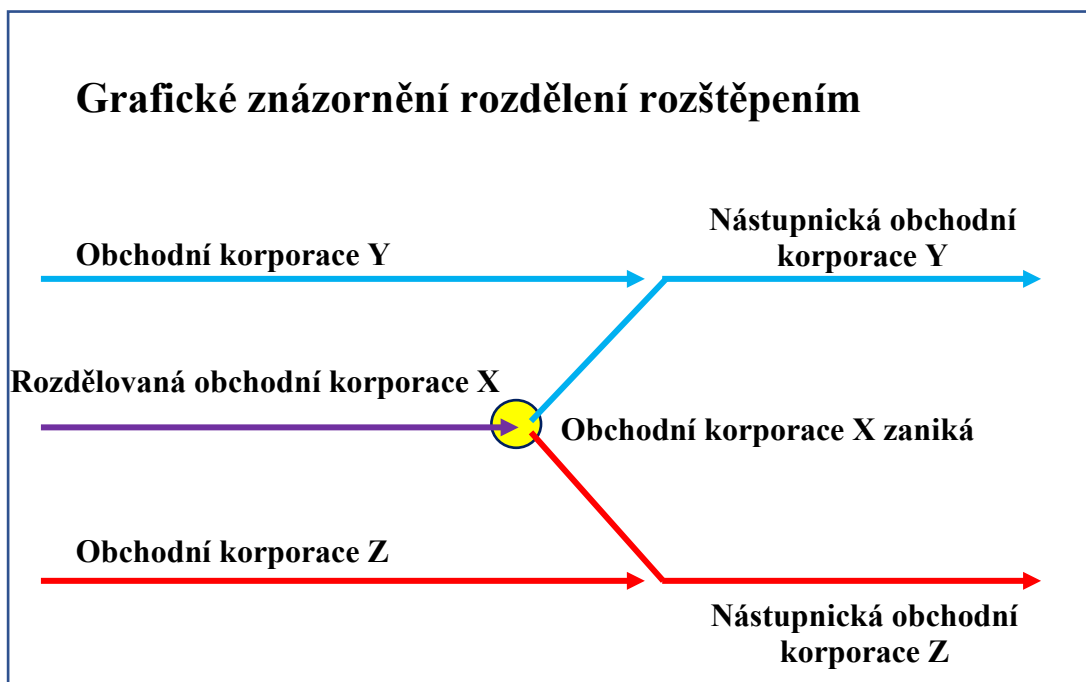 Grafické znázornění rozdělení rozštěpením
Nástupnická obchodní
korporace Y
Obchodní korporace Y
Rozdělovaná obchodní korporace X
Obchodní korporace X zaniká
Obchodní korporace Z
Nástupnická obchodní
korporace Z